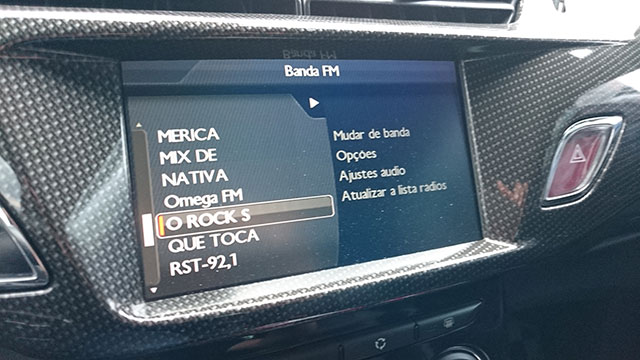 Banda FM
MERICA
MIX DE
NATIVA
Omega FM
O ROCK S
QUE TOCA
RST-92,1
Mudar de banda
Opções
Ajustes audio
Atualizar a lista radios